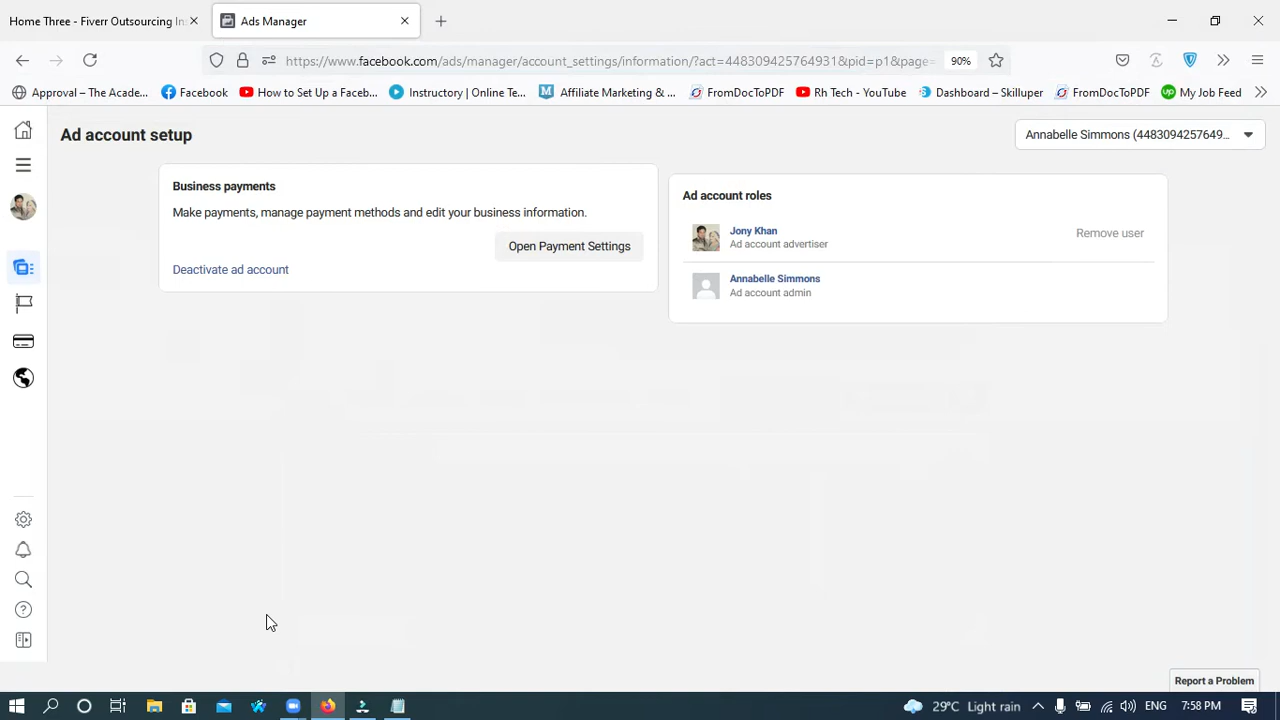 Home Three - Fiverr Outsourcing In
Ads Manager
https://www.facebook.com/ads/manager/account_settings/information/?act=448309425764931&pid=p1&page=
90%
Approval – The Acade...
Facebook
How to Set Up a Faceb...
Instructory | Online Te...
Affiliate Marketing & ...
FromDocToPDF
Rh Tech - YouTube
Dashboard – Skilluper
FromDocToPDF
My Job Feed
Ad account setup
Annabelle Simmons (4483094257649...
Business payments
Make payments, manage payment methods and edit your business information.
Open Payment Settings
Deactivate ad account
Ad account roles
Jony Khan
Ad account advertiser
Remove user
Annabelle Simmons
Ad account admin
Report a Problem
29°C Light rain
ENG
7:58 PM